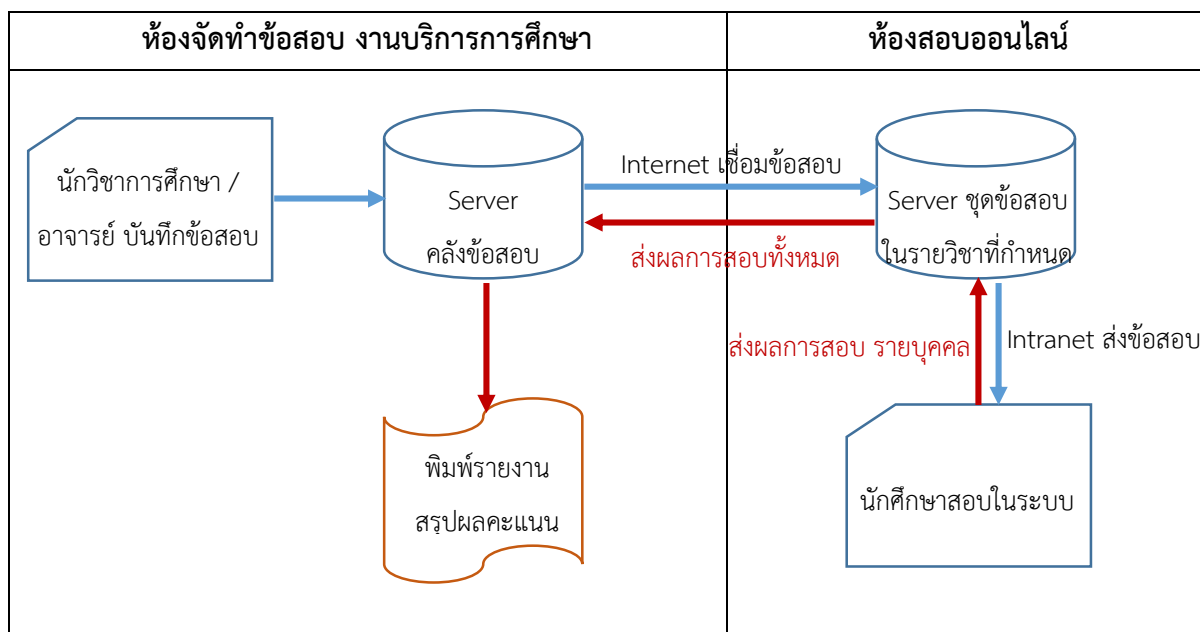 ห้องจัดทำข้อสอบ งานบริการการศึกษา
ห้องสอบออนไลน์
นักวิชาการศึกษา /
อาจารย์ บันทึกข้อสอบ
Server
คลังข้อสอบ
Internet เชื่อมข้อสอบ
ส่งผลการสอบทั้งหมด
Server ชุดข้อสอบ
ในรายวิชาที่กำหนด
ส่งผลการสอบ รายบุคคล
Intranet ส่งข้อสอบ
พิมพ์รายงาน
สรุปผลคะแนน
นักศึกษาสอบในระบบ